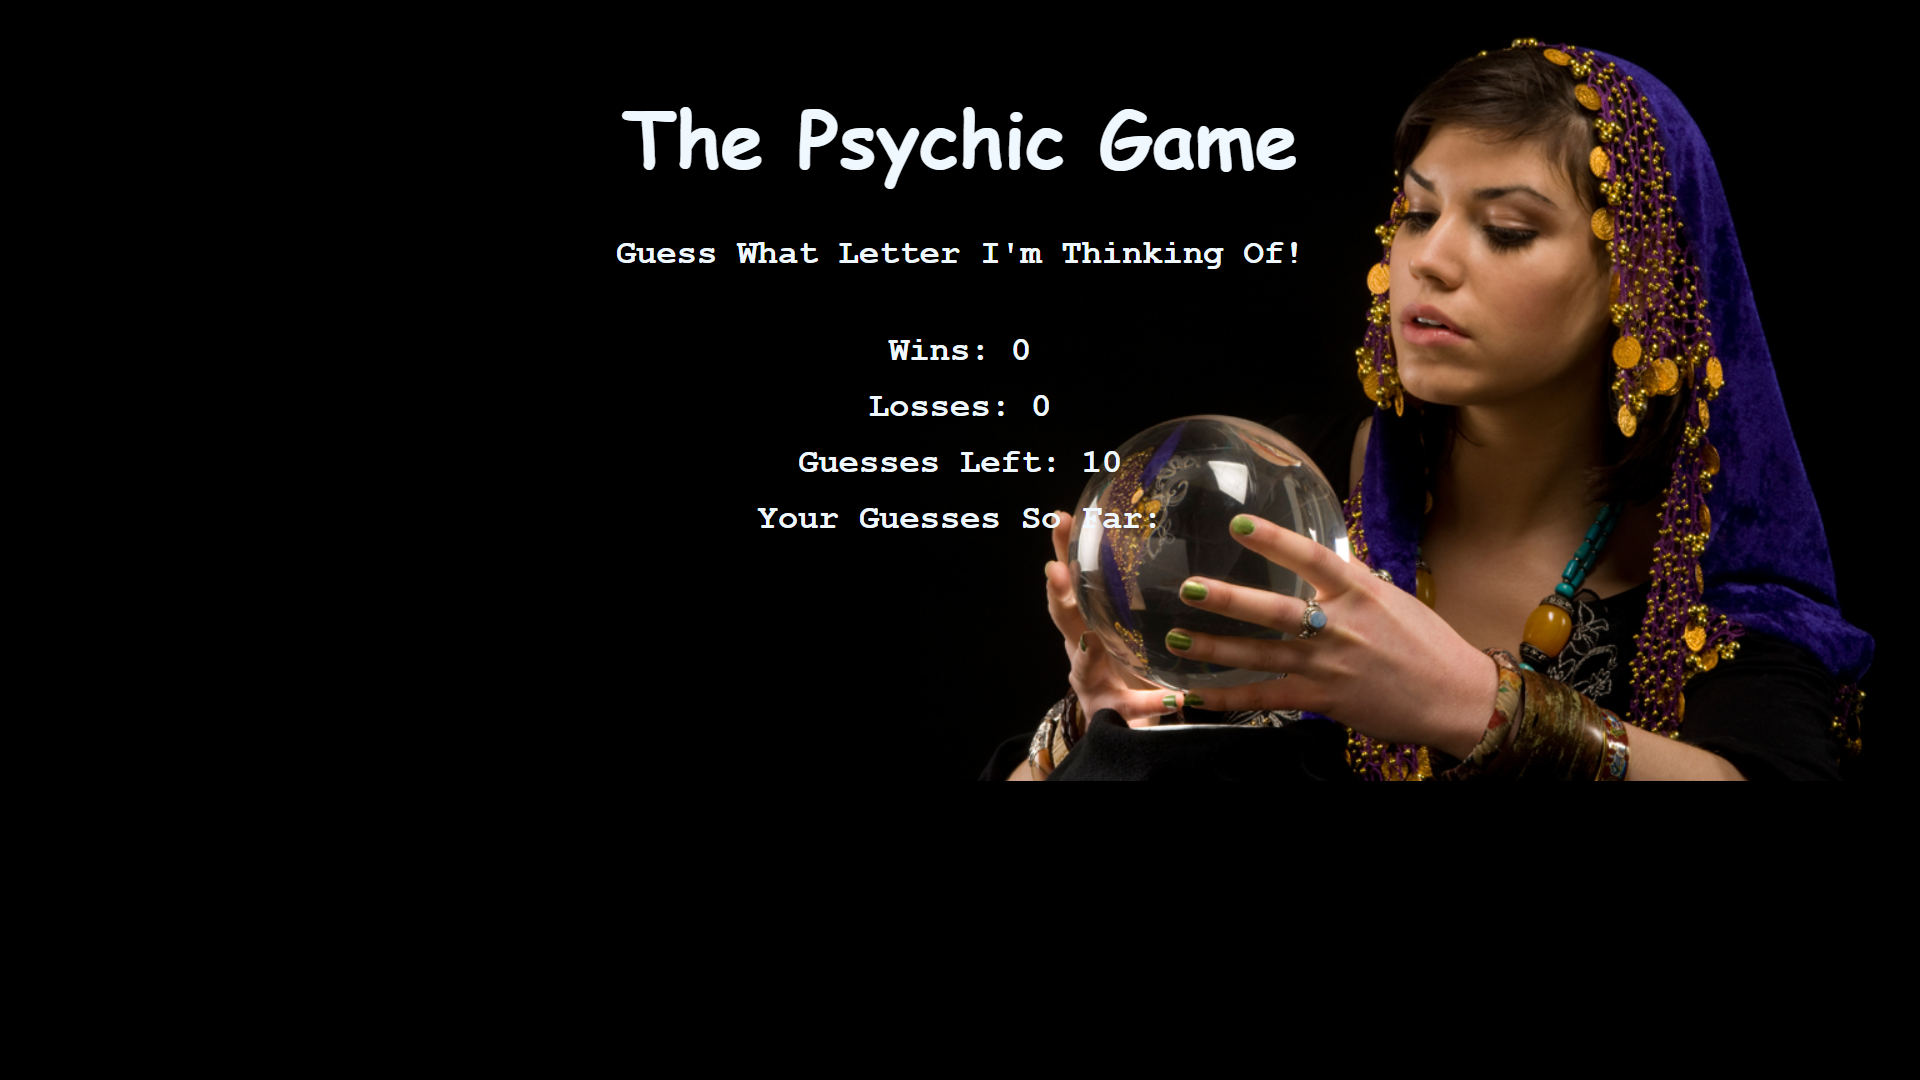 The Psychic Game
Guess What Letter I'm Thinking Of!
Wins: 0
Losses: 0
Guesses Left: 10
Your Guesses So Far: